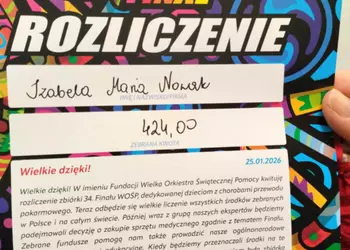 FINAŁ
ROZLICZENIE
Izabela Maria Nowak
IMIĘ I NAZWISKO/FIRMA
424,00
ZEBRANA KWOTA
Wielkie dzięki!
25.01.2026
Wielkie dzięki! W imieniu Fundacji Wielka Orkiestra Świątecznej Pomocy kwituję
rozliczenie zbiórki 34. Finału WOŚP, dedykowanej dzieciom z chorobami przewodu
pokarmowego. Teraz odbędzie się wielkie liczenie wszystkich środków zebranych
w Polsce i na całym świecie. Później wraz z grupą naszych ekspertów będziemy
podejmowali decyzję o zakupie sprzętu medycznego zgodnie z tematem Finału.
Zebrane fundusze pomogą nam także prowadzić nasze ogólnonarodowe
edukacyjne. Kiedy będziemy przeznaczali środki na te